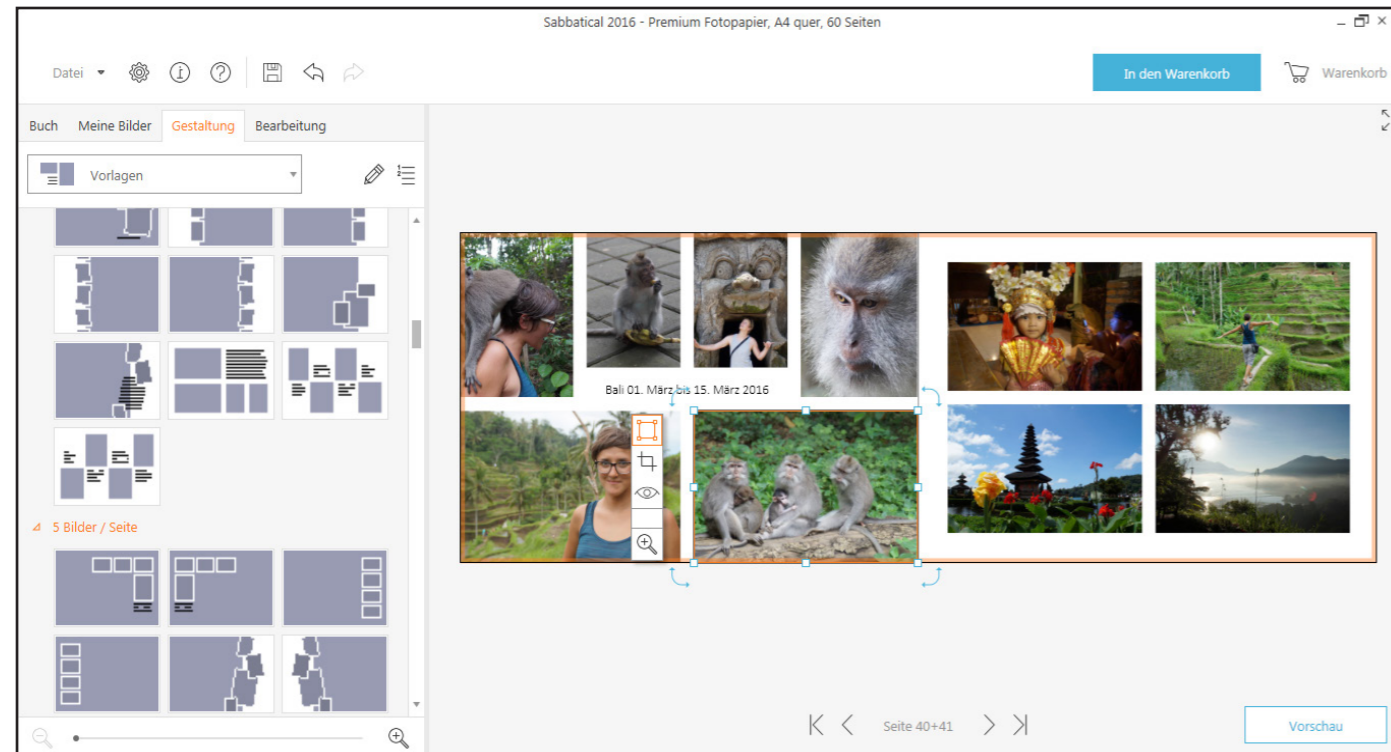 Sabbatical 2016 - Premium Fotopapier, A4 quer, 60 Seiten
Datei
In den Warenkorb
Warenkorb
Buch Meine Bilder Gestaltung Bearbeitung
Vorlagen
Bali 01. März bis 15. März 2016
5 Bilder / Seite
Seite 40+41
Vorschau